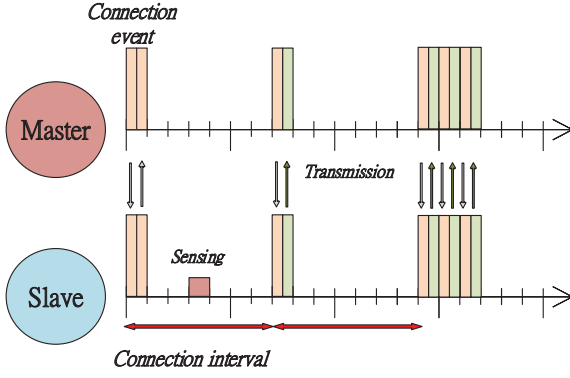 Connection
event
Master
Transmission
Sensing
Slave
Connection interval